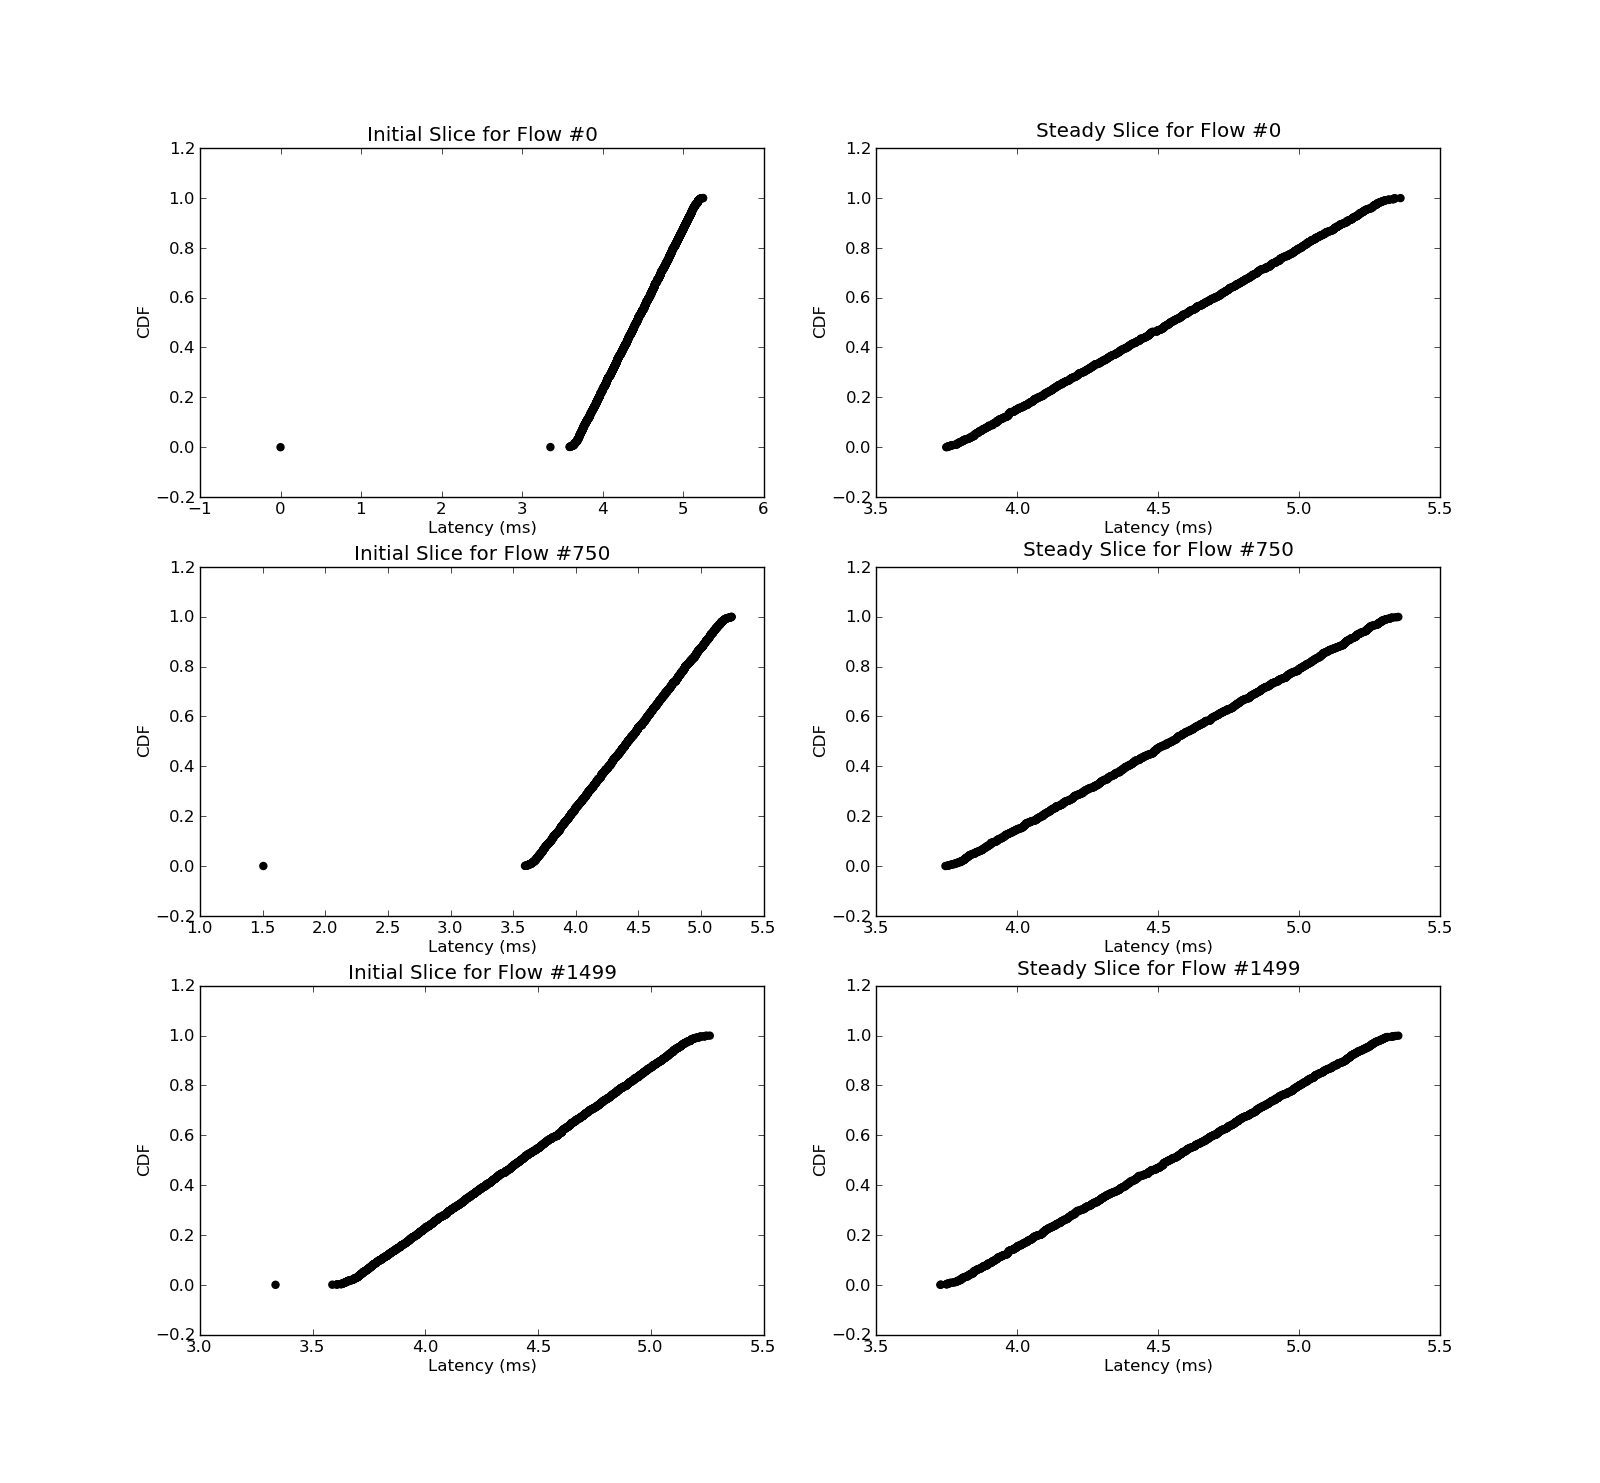 Initial Slice for Flow #0
1.2
1.0
0.8
0.6
0.4
0.2
0.0
−0.2
CDF
−1 0 1 2 3 4 5 6
Latency (ms)
Steady Slice for Flow #0
1.2
1.0
0.8
0.6
0.4
0.2
0.0
−0.2
CDF
3.5 4.0 4.5 5.0 5.5
Latency (ms)
Initial Slice for Flow #750
1.2
1.0
0.8
0.6
0.4
0.2
0.0
−0.2
CDF
1.0 1.5 2.0 2.5 3.0 3.5 4.0 4.5 5.0 5.5
Latency (ms)
Steady Slice for Flow #750
1.2
1.0
0.8
0.6
0.4
0.2
0.0
−0.2
CDF
3.5 4.0 4.5 5.0 5.5
Latency (ms)
Initial Slice for Flow #1499
1.2
1.0
0.8
0.6
0.4
0.2
0.0
−0.2
CDF
3.0 3.5 4.0 4.5 5.0 5.5
Latency (ms)
Steady Slice for Flow #1499
1.2
1.0
0.8
0.6
0.4
0.2
0.0
−0.2
CDF
3.5 4.0 4.5 5.0 5.5
Latency (ms)